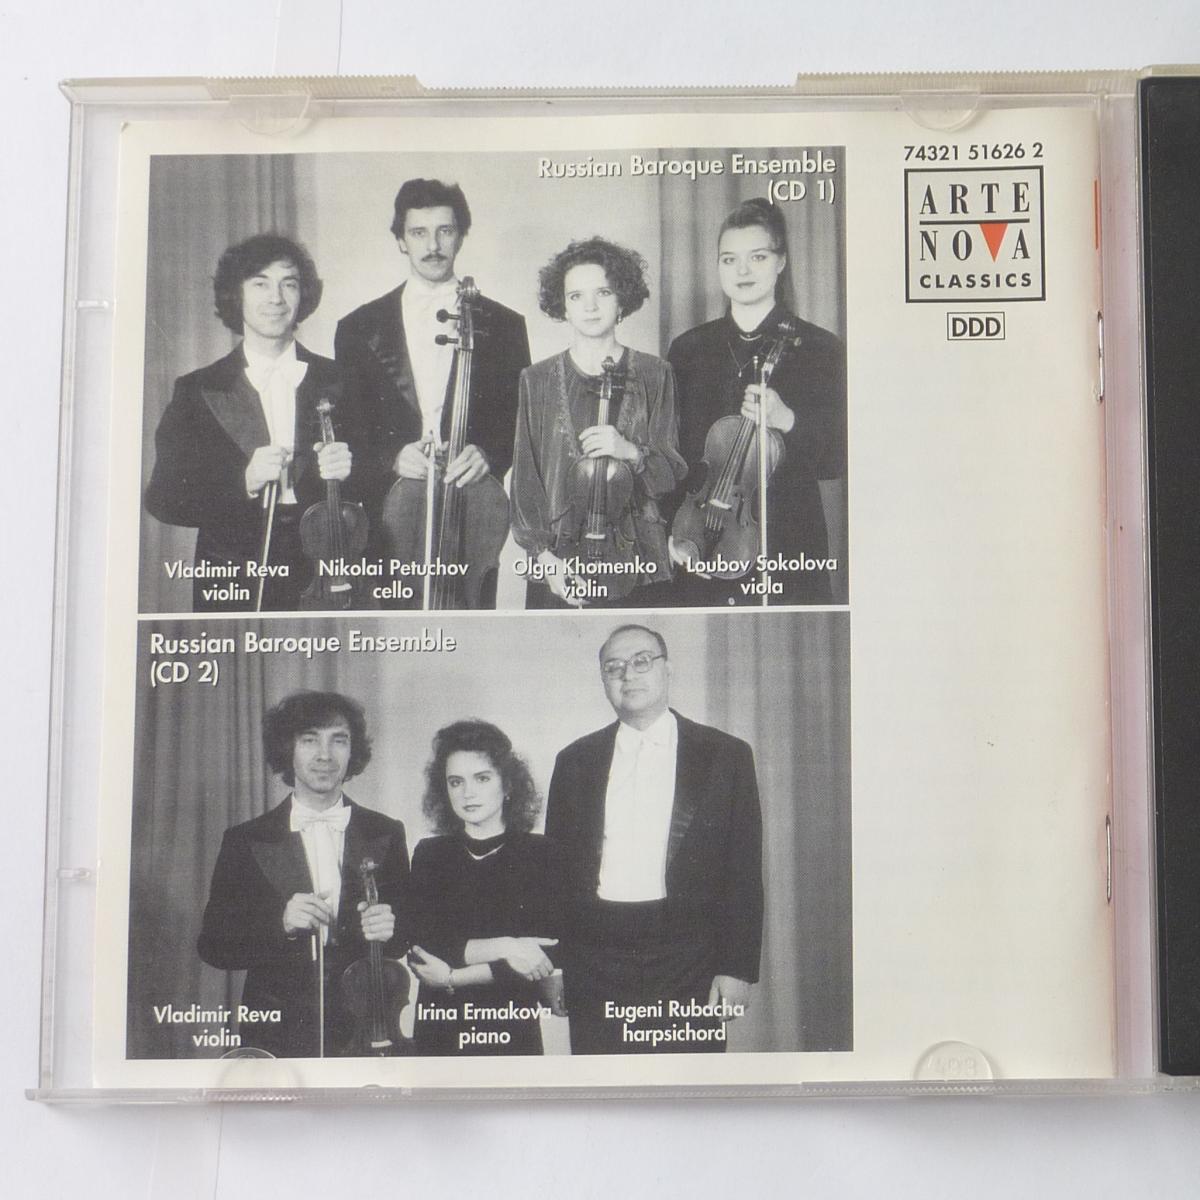 Russian Baroque Ensemble
(CD 1)
Vladimir Reva
violin
Nikolai Petuchov
cello
Olga Khomenko
violin
Loubov Sokolova
viola
Russian Baroque Ensemble
(CD 2)
Vladimir Reva
violin
Irina Ermakova
piano
Eugeni Rubacha
harpsichord
74321 51626 2
ARTE
NOVA
CLASSICS
DDD